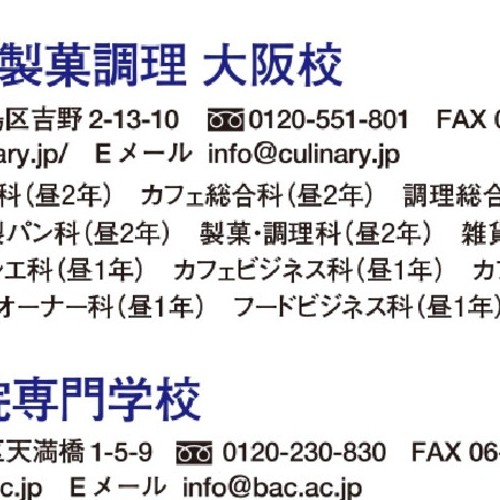 製菓調理 大阪校
区吉野 2-13-10 0120-551-801 FAX 0
ary.jp/ Eメール info@culinary.jp
科（昼2年） カフェ総合科（昼2年） 調理総合
パン科（昼2年） 製菓・調理科（昼2年） 雑貨
エ科（昼1年） カフェビジネス科（昼1年） カフ
オーナー科（昼1年） フードビジネス科（昼1年）
専門学校
天満橋 1-5-9 0120-230-830 FAX 06-
c.jp Eメール info@bac.ac.jp